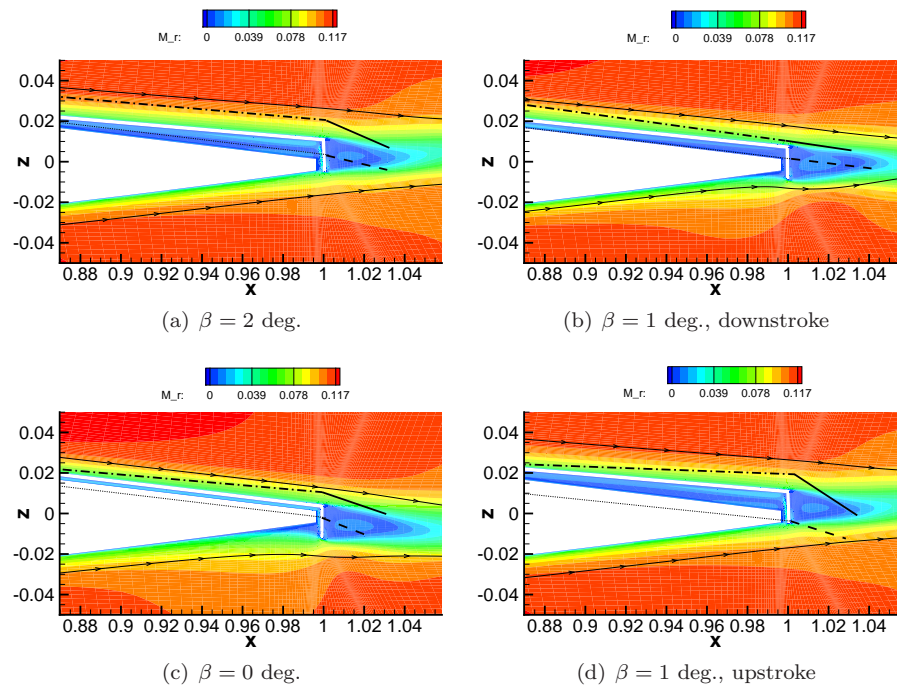 M_r: 0 0.039 0.078 0.117
M_r: 0 0.039 0.078 0.117
0.04
0.02
0
-0.02
-0.04
z
0.88 0.9 0.92 0.94 0.96 0.98 1 1.02 1.04
x
0.04
0.02
0
-0.02
-0.04
z
0.88 0.9 0.92 0.94 0.96 0.98 1 1.02 1.04
x
(a) β = 2 deg.
(b) β = 1 deg., downstroke
M_r: 0 0.039 0.078 0.117
M_r: 0 0.039 0.078 0.117
0.04
0.02
0
-0.02
-0.04
z
0.88 0.9 0.92 0.94 0.96 0.98 1 1.02 1.04
x
0.04
0.02
0
-0.02
-0.04
z
0.88 0.9 0.92 0.94 0.96 0.98 1 1.02 1.04
x
(c) β = 0 deg.
(d) β = 1 deg., upstroke